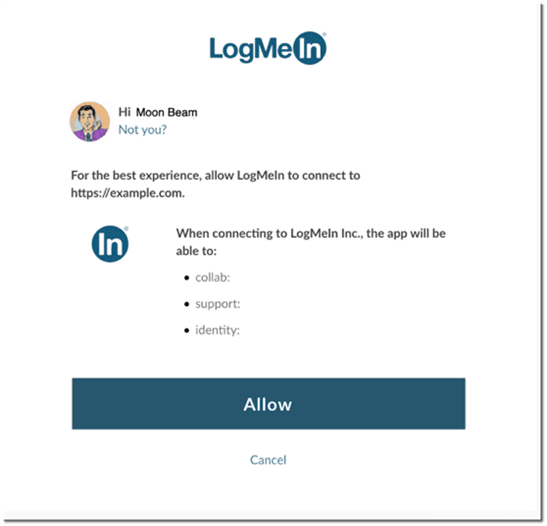 LogMeIn
Hi Moon Beam
Not you?
For the best experience, allow LogMeIn to connect to
https://example.com.
In
When connecting to LogMeIn Inc., the app will be
able to:
• collab:
• support:
• identity:
Allow
Cancel